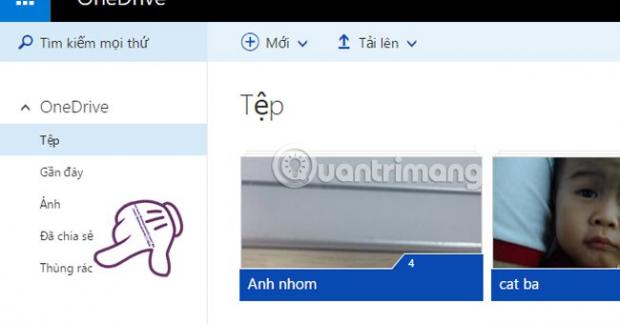 OneDrive
Tìm kiếm mọi thứ
Mới
Tải lên
OneDrive
Tệp
Gần đây
Ảnh
Đã chia sẻ
Thùng rác
Tệp
Quantrimang
4
Anh nhom
cat ba